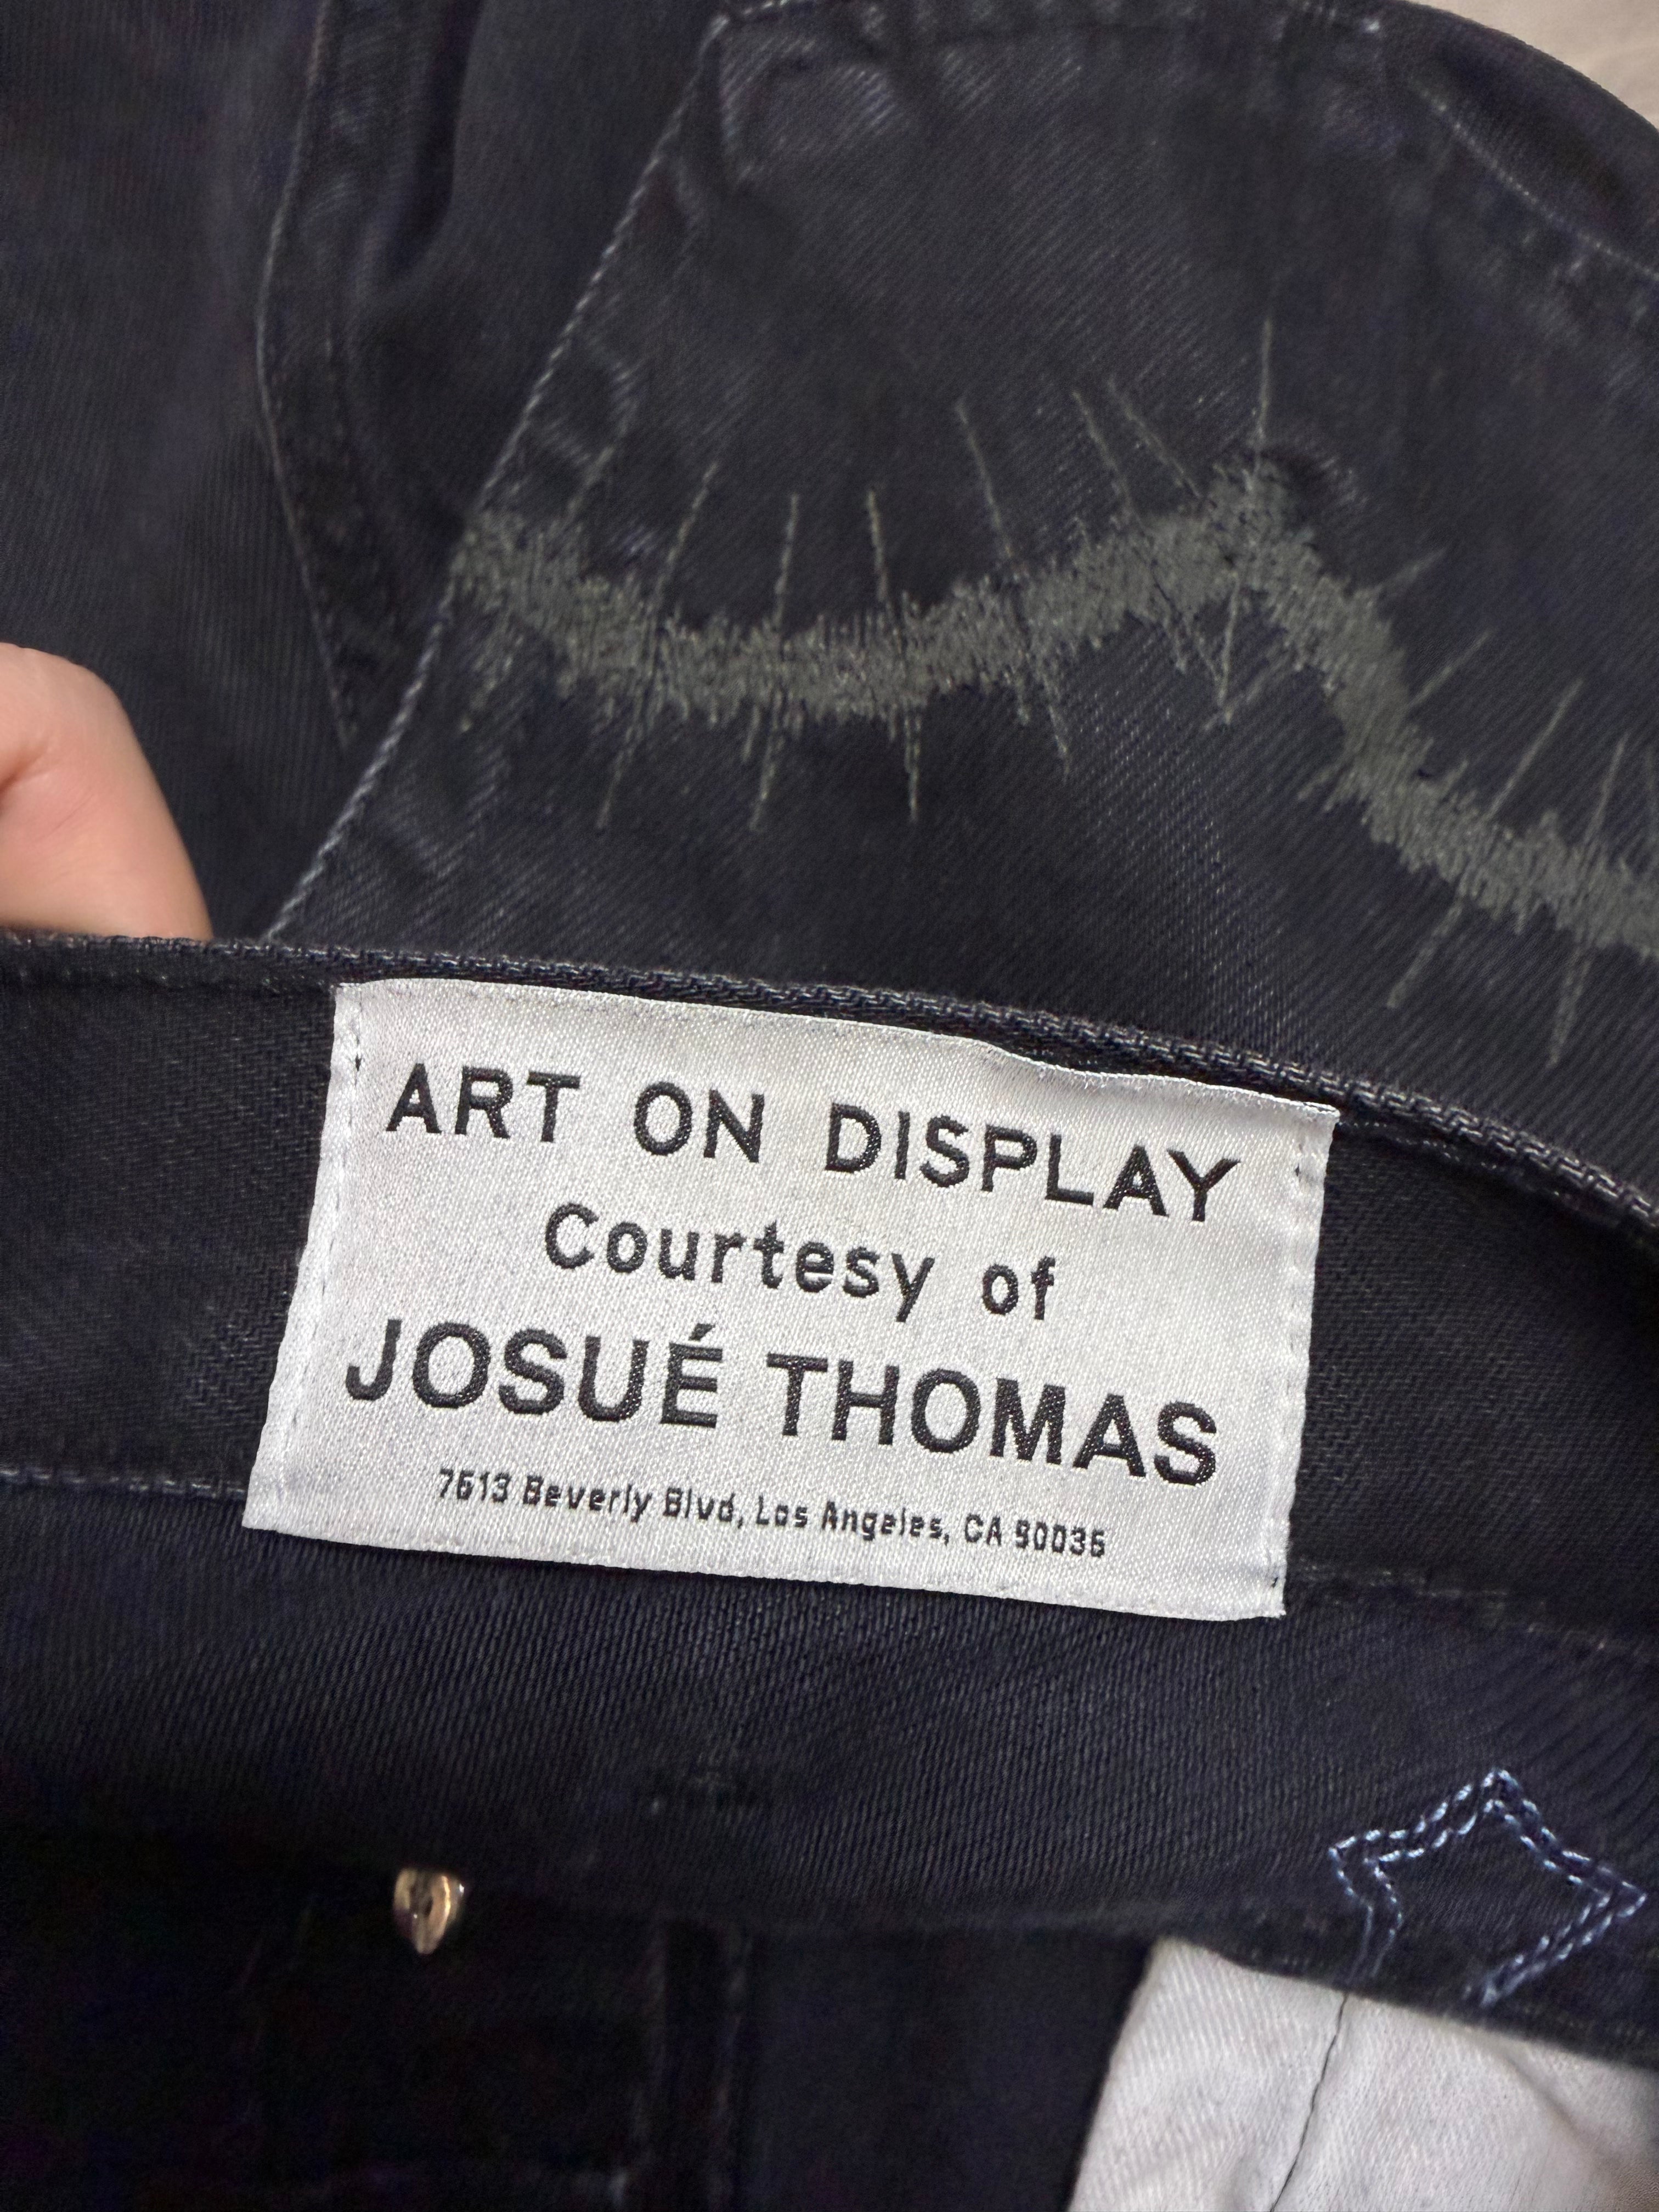 ART ON DISPLAY
Courtesy of
JOSUÉ THOMAS
7613 Beverly Blvd, Los Angeles, CA 90036